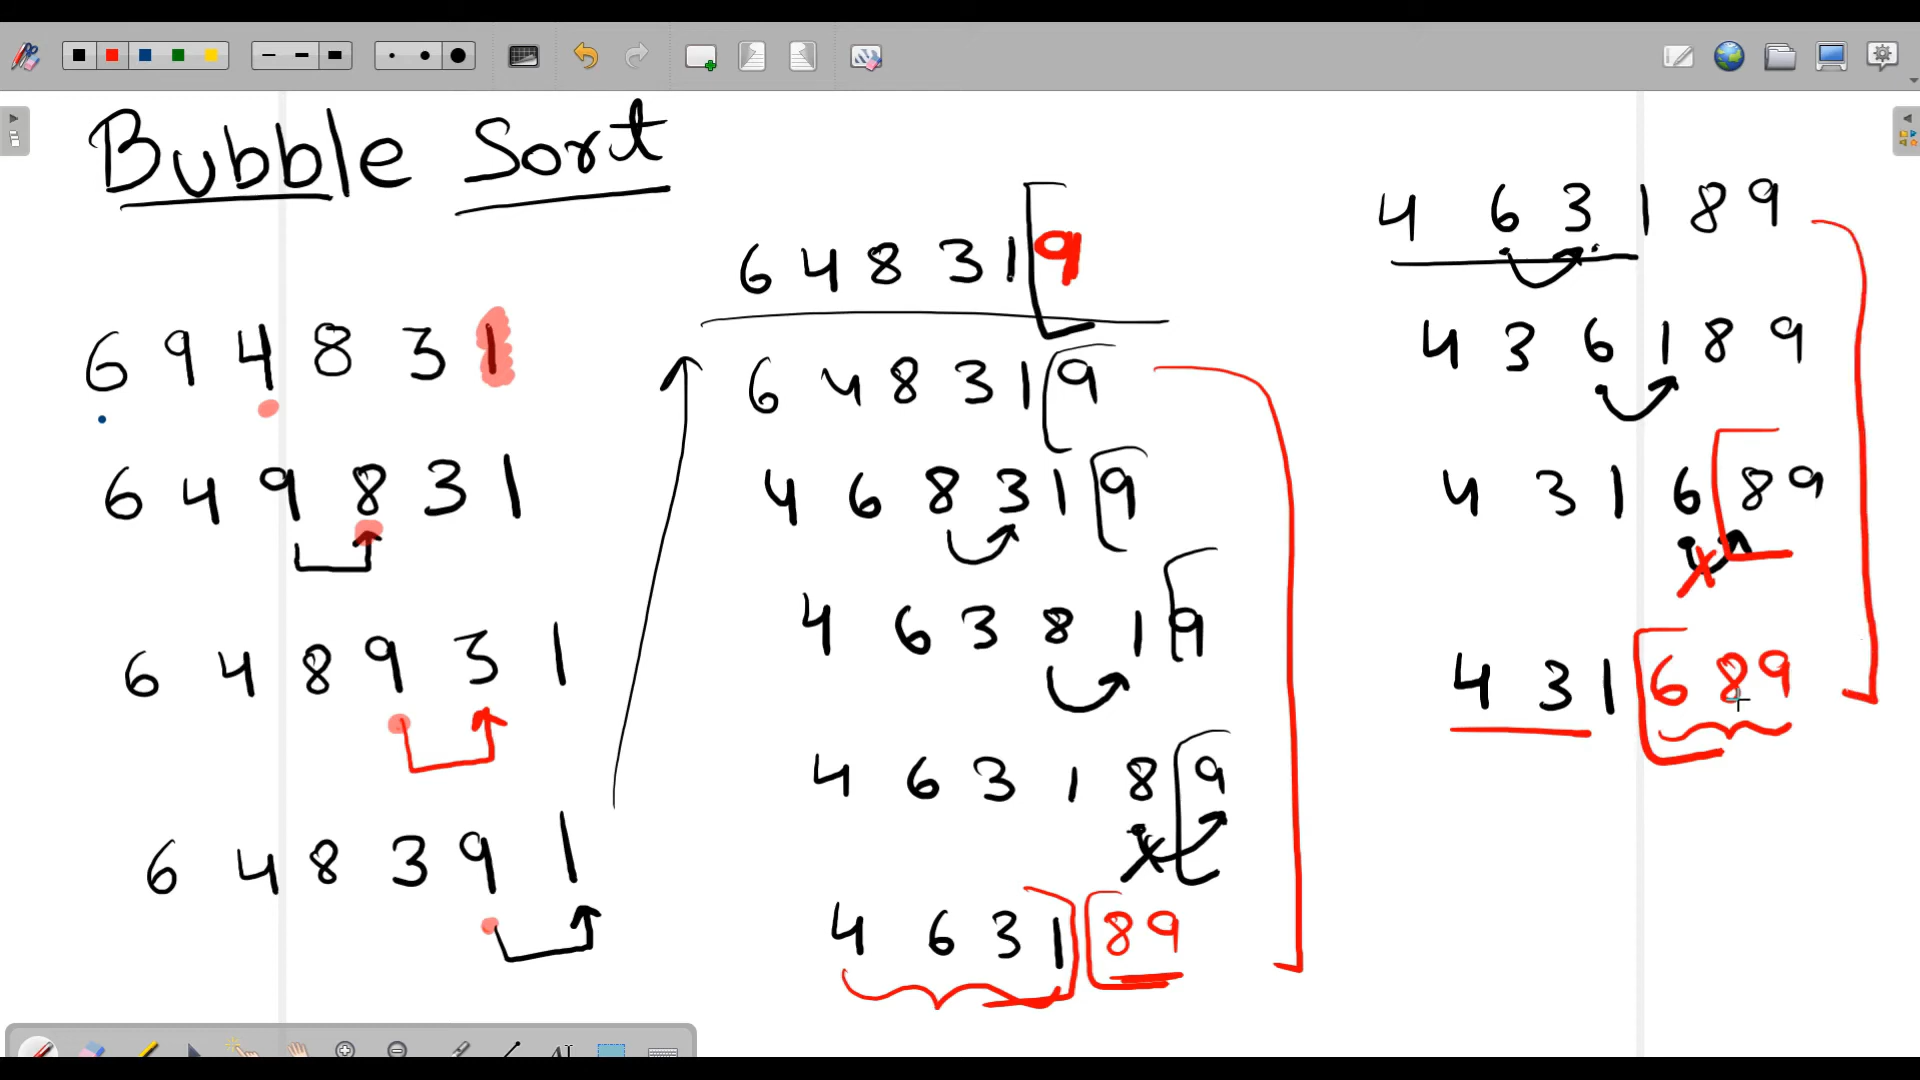 Bubble Sort
6 9 4 8 3 1
6 4 9 8 3 1
6 4 8 9 3 1
6 4 8 3 9 1
6 4 8 3 1 9
6 4 8 3 1 9
4 6 8 3 1 9
4 6 3 8 1 9
4 6 3 1 8 9
4 6 3 1 8 9
4 6 3 1 8 9
4 3 6 1 8 9
4 3 1 6 8 9
4 3 1 6 8 9